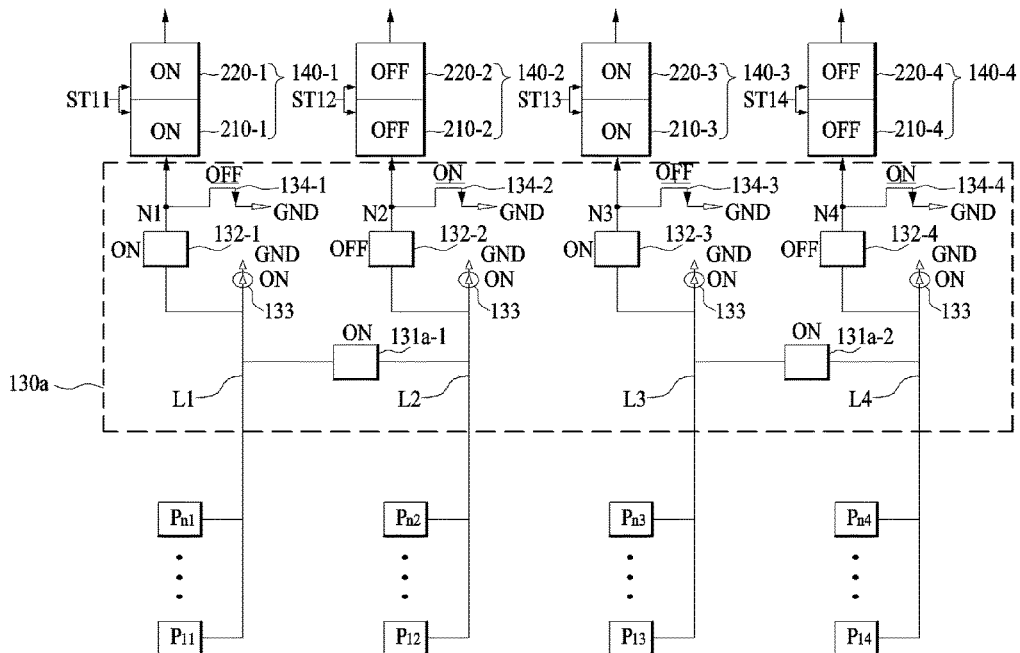 ON 220-1 140-1 OFF 220-2 140-2 ON 220-3 140-3 OFF 220-4 140-4
ST11 ST12 ST13 ST14
ON 210-1 OFF 210-2 ON 210-3 OFF 210-4
OFF 134-1 ON 134-2 OFF 134-3 ON 134-4
N1 GND N2 GND N3 GND N4 GND
ON 132-1 OFF 132-2 ON 132-3 OFF 132-4
GND GND GND GND
ON ON ON ON
133 133 133 133
ON 131a-1 ON 131a-2
130a L1 L2 L3 L4
Pn1 Pn2 Pn3 Pn4
P11 P12 P13 P14